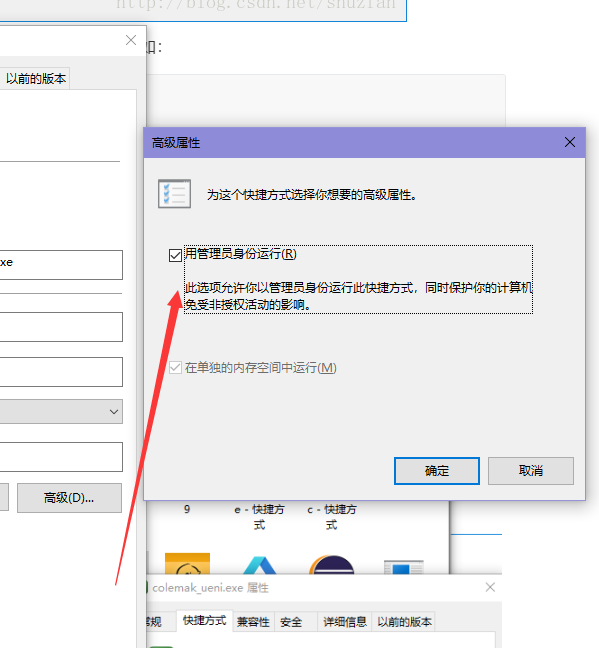 http://blog.csdn.net/shuzlan
如：
以前的版本
高级属性
为这个快捷方式选择你想要的高级属性。
用管理员身份运行(R)
xe
此选项允许你以管理员身份运行此快捷方式，同时保护你的计算机
免受非授权活动的影响。
在单独的内存空间中运行(M)
确定
取消
高级(D)...
9
e - 快捷方
式
c - 快捷方
式
colemak_ueni.exe 属性
常规
快捷方式
兼容性
安全
详细信息
以前的版本